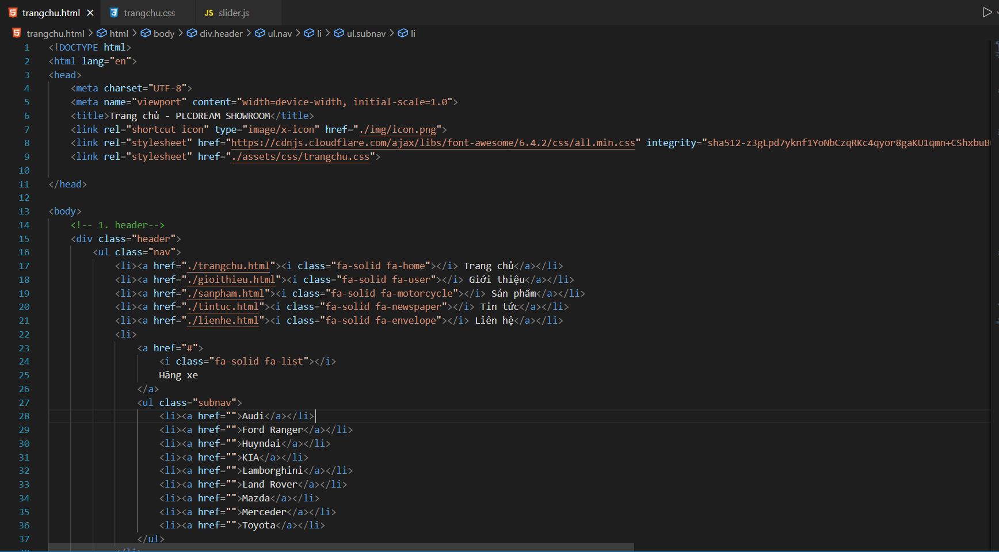 trangchu.html
trangchu.css
JS slider.js
trangchu.html > html > body > div.header > ul.nav > li > ul.subnav > li
1 <!DOCTYPE html>
2 <html lang="en">
3 <head>
4 <meta charset="UTF-8">
5 <meta name="viewport" content="width=device-width, initial-scale=1.0">
6 <title>Trang chủ - PLCDREAM SHOWROOM</title>
7 <link rel="shortcut icon" type="image/x-icon" href="./img/icon.png">
8 <link rel="stylesheet" href="https://cdnjs.cloudflare.com/ajax/libs/font-awesome/6.4.2/css/all.min.css" integrity="sha512-z3gLpd7yknf1YoNbCzqRKc4qyor8gaKU1qmn+CShxbuB
9 <link rel="stylesheet" href="./assets/css/trangchu.css">
10
11 </head>
12
13 <body>
14 <!-- 1. header-->
15 <div class="header">
16 <ul class="nav">
17 <li><a href="./trangchu.html"><i class="fa-solid fa-home"></i> Trang chủ</a></li>
18 <li><a href="./gioithieu.html"><i class="fa-solid fa-user"></i> Giới thiệu</a></li>
19 <li><a href="./sanpham.html"><i class="fa-solid fa-motorcycle"></i> Sản phẩm</a></li>
20 <li><a href="./tintuc.html"><i class="fa-solid fa-newspaper"></i> Tin tức</a></li>
21 <li><a href="./lienhe.html"><i class="fa-solid fa-envelope"></i> Liên hệ</a></li>
22 <li>
23 <a href="#">
24 <i class="fa-solid fa-list"></i>
25 Hãng xe
26 </a>
27 <ul class="subnav">
28 <li><a href="">Audi</a></li>
29 <li><a href="">Ford Ranger</a></li>
30 <li><a href="">Huyndai</a></li>
31 <li><a href="">KIA</a></li>
32 <li><a href="">Lamborghini</a></li>
33 <li><a href="">Land Rover</a></li>
34 <li><a href="">Mazda</a></li>
35 <li><a href="">Merceder</a></li>
36 <li><a href="">Toyota</a></li>
37 </ul>
38 </li>